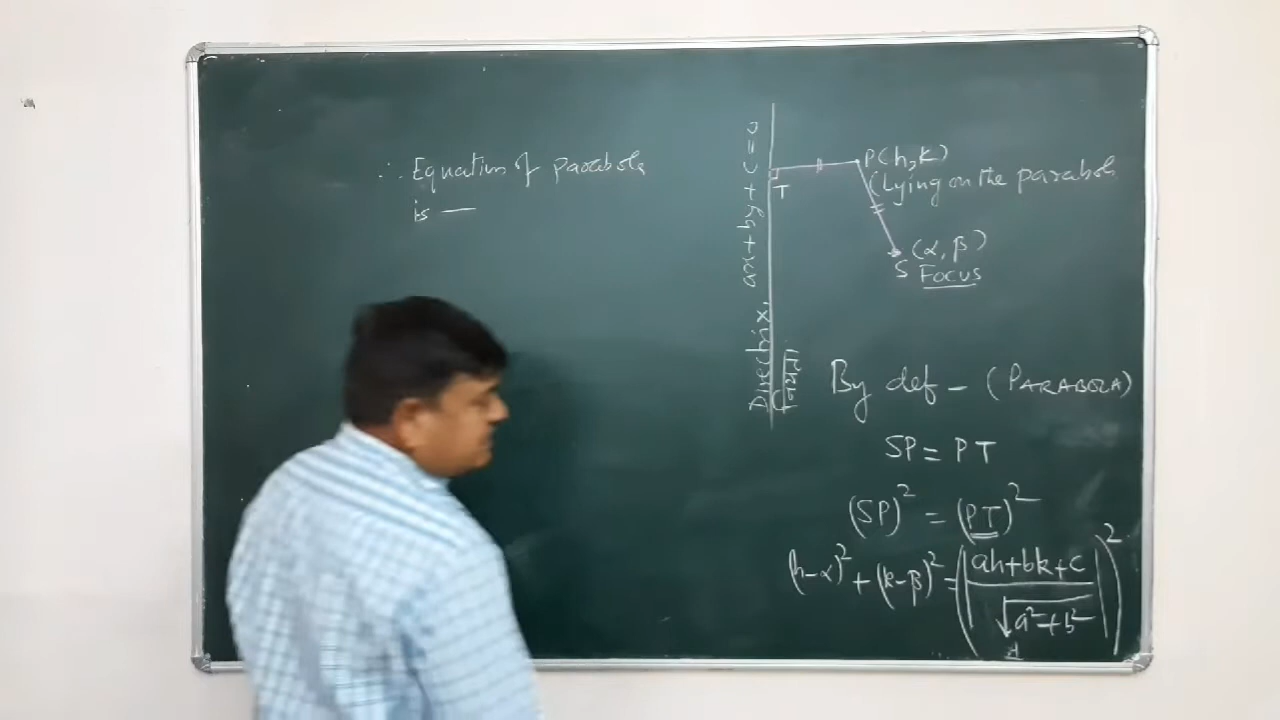 ∴ Equation of parabola
is —
Directrix, ax+by+c=0
नियता
T
P(h,k)
(Lying on the parabola
(α, β)
S Focus
By def - (PARABOLA)
SP = PT
(SP)² = (PT)²
(h-α)² + (k-β)² = (|ah+bk+c / √a²+b²|)²